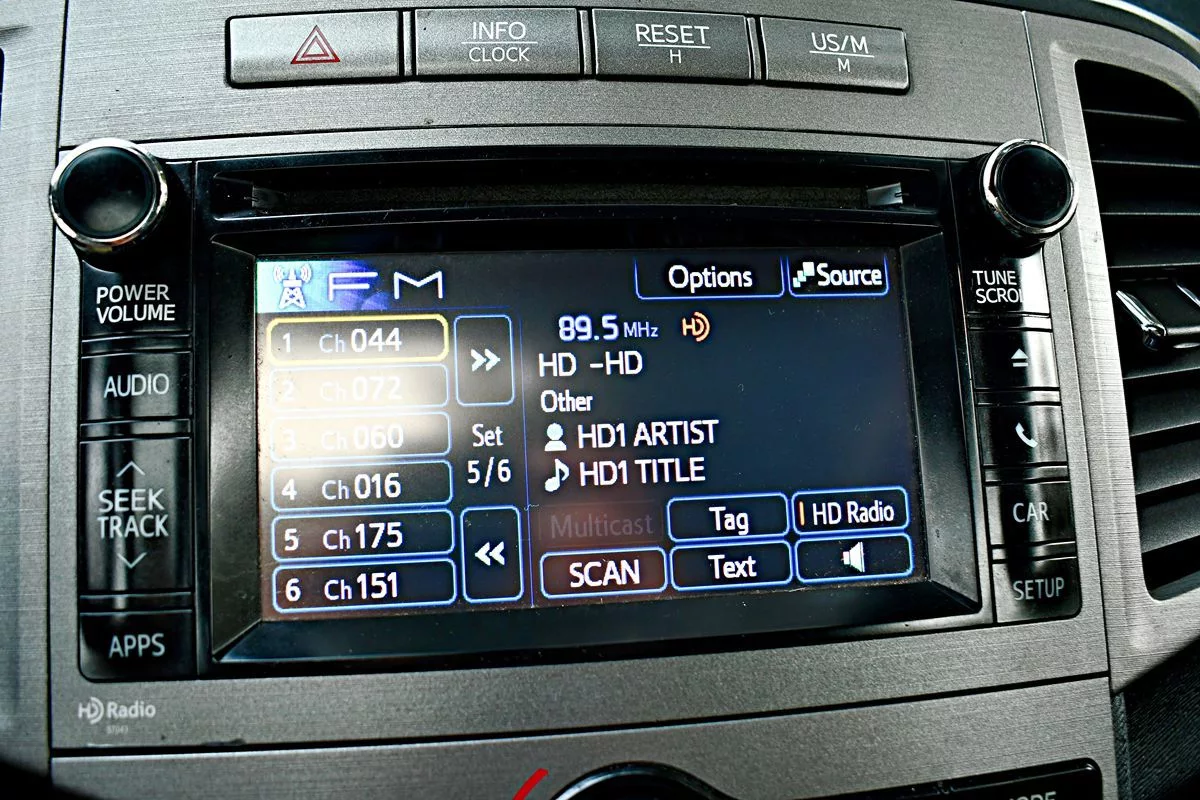 INFO
CLOCK
RESET
H
US/M
M
POWER
VOLUME
AUDIO
SEEK
TRACK
APPS
HD Radio
FM
Options
Source
1 Ch 044
2 Ch 072
3 Ch 060
4 Ch 016
5 Ch 175
6 Ch 151
Set
5/6
89.5 MHz HD
HD -HD
Other
HD1 ARTIST
HD1 TITLE
Multicast
Tag
HD Radio
SCAN
Text
TUNE
SCROL
CAR
SETUP